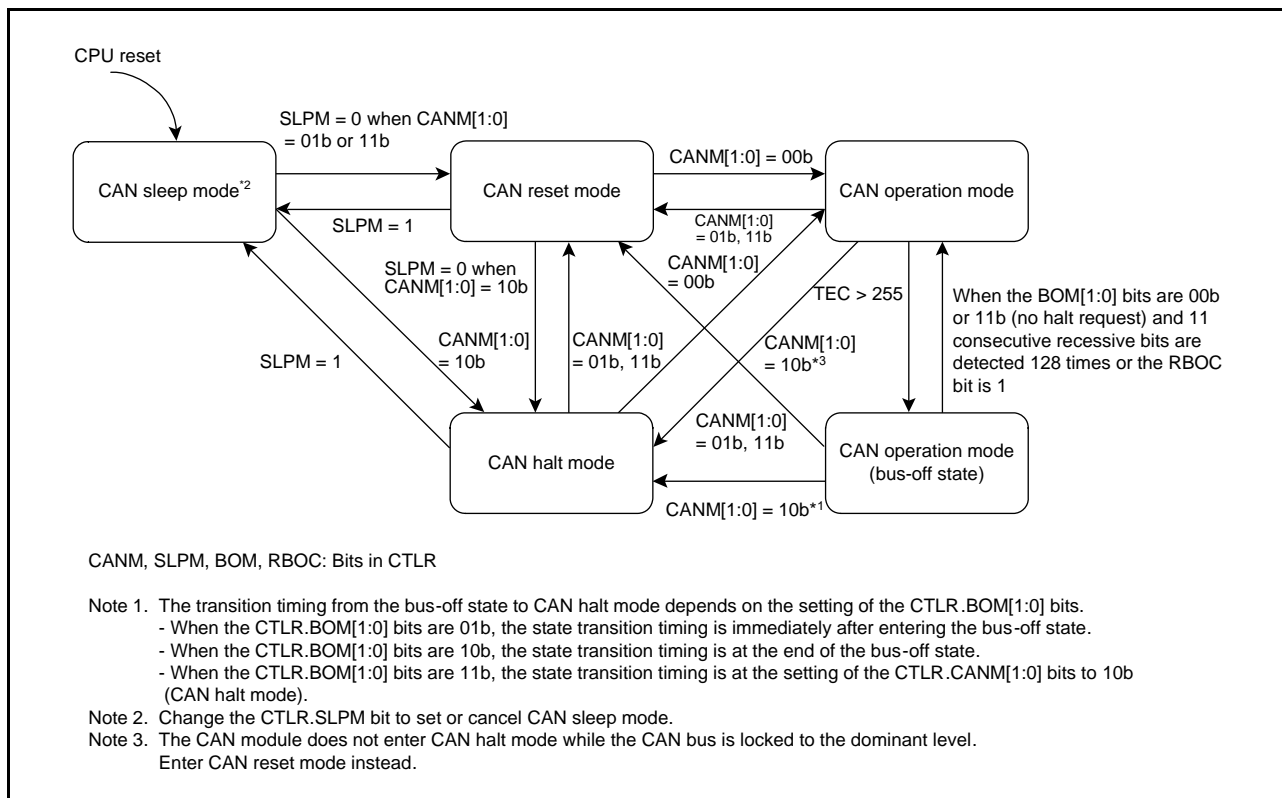 CPU reset
SLPM = 0 when CANM[1:0]
= 01b or 11b
CAN sleep mode*2
CAN reset mode
CANM[1:0] = 00b
CAN operation mode
SLPM = 1
CANM[1:0]
= 01b, 11b
SLPM = 0 when
CANM[1:0] = 10b
CANM[1:0]
= 00b
TEC > 255
When the BOM[1:0] bits are 00b
or 11b (no halt request) and 11
consecutive recessive bits are
detected 128 times or the RBOC
bit is 1
SLPM = 1
CANM[1:0]
= 10b
CANM[1:0]
= 01b, 11b
CANM[1:0]
= 10b*3
CANM[1:0]
= 01b, 11b
CAN halt mode
CAN operation mode
(bus-off state)
CANM[1:0] = 10b*1
CANM, SLPM, BOM, RBOC: Bits in CTLR
Note 1. The transition timing from the bus-off state to CAN halt mode depends on the setting of the CTLR.BOM[1:0] bits.
- When the CTLR.BOM[1:0] bits are 01b, the state transition timing is immediately after entering the bus-off state.
- When the CTLR.BOM[1:0] bits are 10b, the state transition timing is at the end of the bus-off state.
- When the CTLR.BOM[1:0] bits are 11b, the state transition timing is at the setting of the CTLR.CANM[1:0] bits to 10b
(CAN halt mode).
Note 2. Change the CTLR.SLPM bit to set or cancel CAN sleep mode.
Note 3. The CAN module does not enter CAN halt mode while the CAN bus is locked to the dominant level.
Enter CAN reset mode instead.